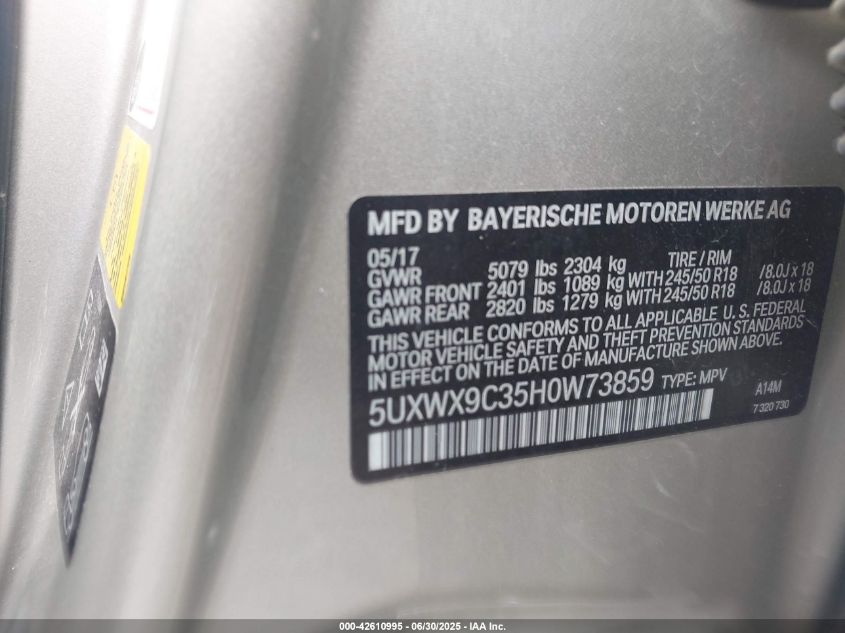 MFD BY BAYERISCHE MOTOREN WERKE AG
05/17 TIRE / RIM
GVWR 5079 lbs 2304 kg
GAWR FRONT 2401 lbs 1089 kg WITH 245/50 R18 /8.0J x 18
GAWR REAR 2820 lbs 1279 kg WITH 245/50 R18 /8.0J x 18
THIS VEHICLE CONFORMS TO ALL APPLICABLE U.S. FEDERAL
MOTOR VEHICLE SAFETY AND THEFT PREVENTION STANDARDS
IN EFFECT ON THE DATE OF MANUFACTURE SHOWN ABOVE.
5UXWX9C35H0W73859 TYPE: MPV
A14M
7 320 730
000-42610995 - 06/30/2025 - IAA Inc.